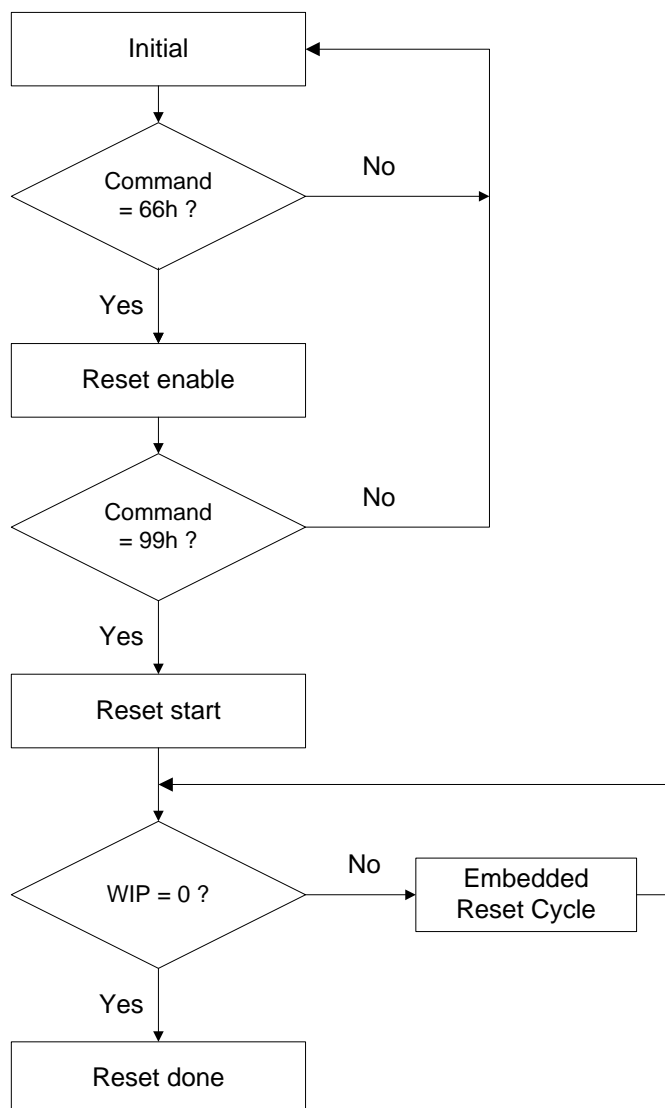 Initial
Command
= 66h ?
No
Yes
Reset enable
Command
= 99h ?
No
Yes
Reset start
WIP = 0 ?
No
Embedded
Reset Cycle
Yes
Reset done